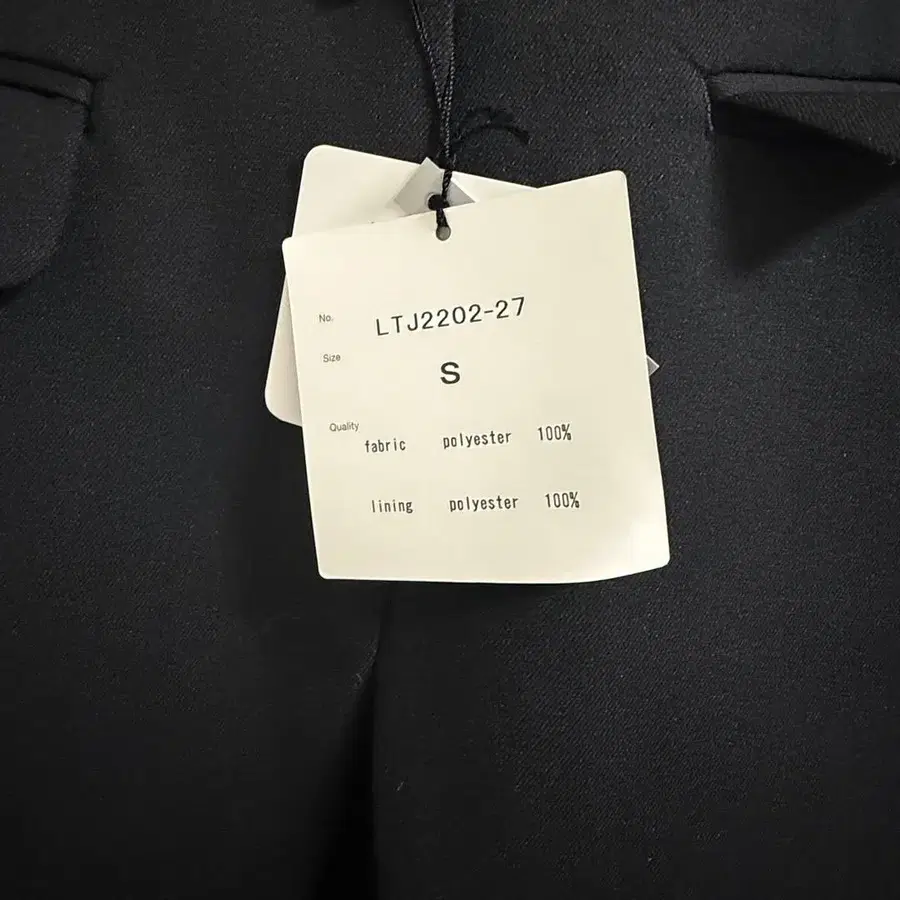 No. LTJ2202-27
Size S
Quality
fabric polyester 100%
lining polyester 100%